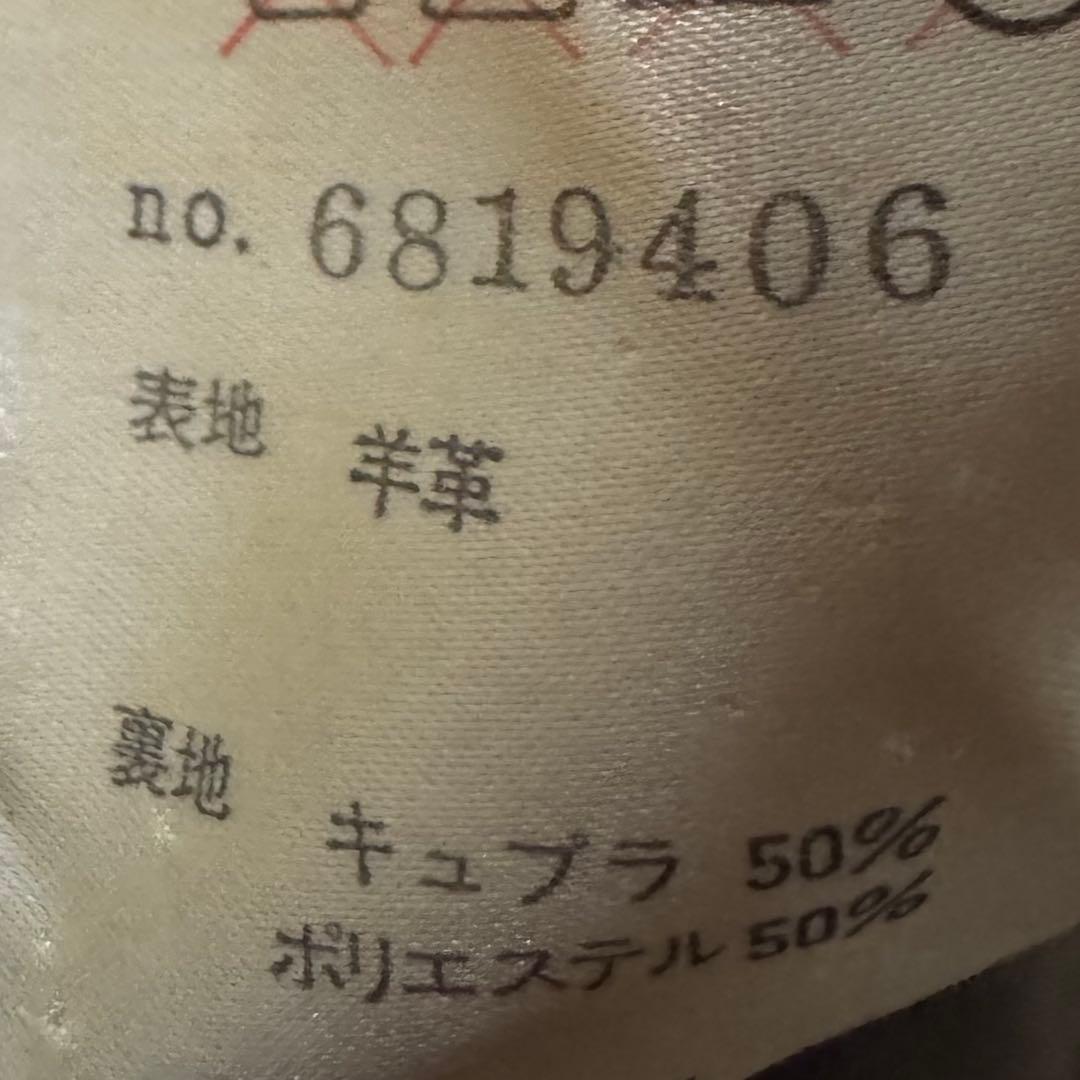 no. 6819406
表地
羊革
裏地
キュプラ 50%
ポリエステル 50%